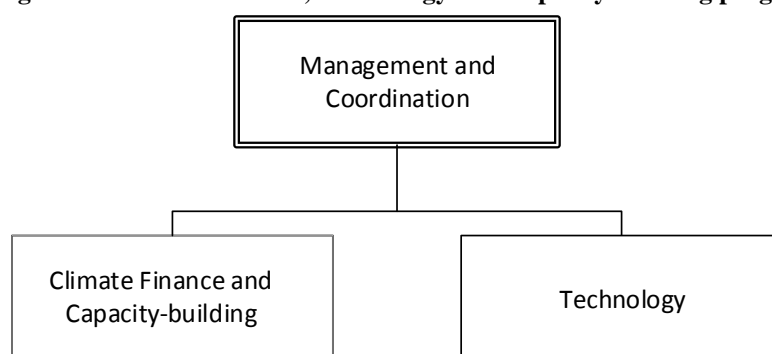 Management and
Coordination
Climate Finance and
Capacity-building
Technology